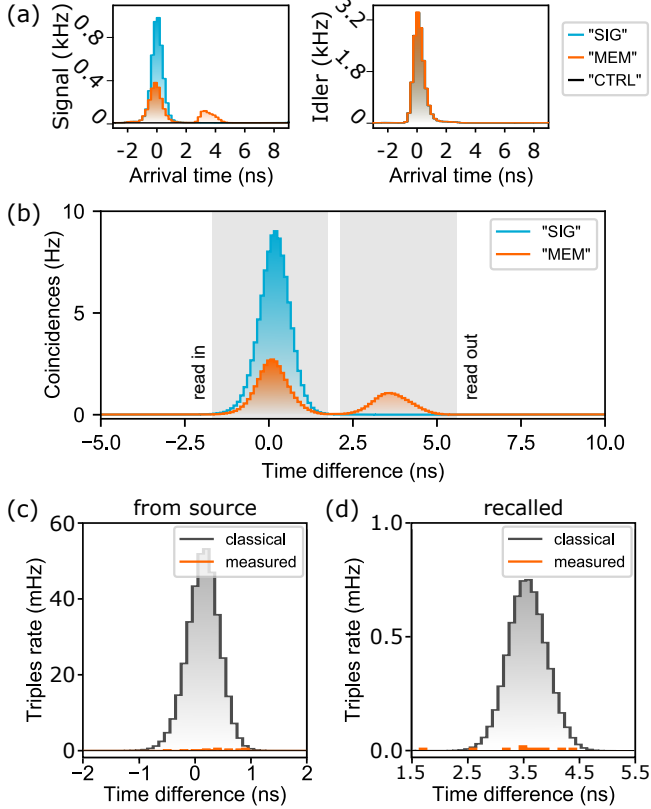 (a)
Signal (kHz)
0.8
0.4
0
−2 0 2 4 6 8
Arrival time (ns)
Idler (kHz)
3.2
1.8
0
−2 0 2 4 6 8
Arrival time (ns)
"SIG"
"MEM"
"CTRL"
(b)
Coincidences (Hz)
10
5
0
read in
read out
"SIG"
"MEM"
−5.0 −2.5 0.0 2.5 5.0 7.5 10.0
Time difference (ns)
(c)
from source
Triples rate (mHz)
60
40
20
0
classical
measured
−2 −1 0 1 2
Time difference (ns)
(d)
recalled
Triples rate (mHz)
1.0
0.5
0.0
classical
measured
1.5 2.5 3.5 4.5 5.5
Time difference (ns)